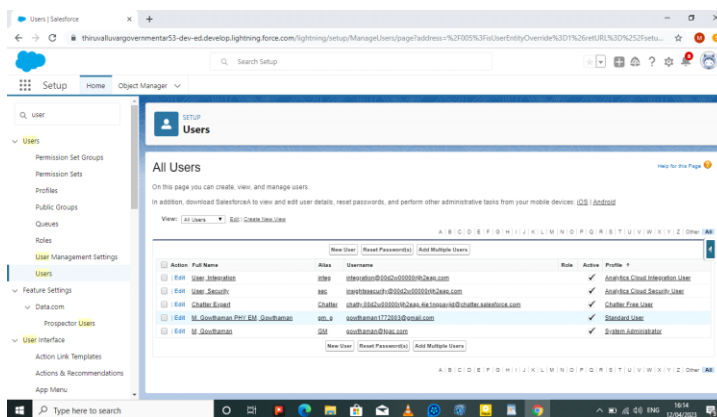 Users | Salesforce
thiruvalluvargovernmentar53-dev-ed.develop.lightning.force.com/lightning/setup/ManageUsers/page?address=%2F005%3FisUserEntityOverride%3D1%26retURL%3D%252Fsetu...
Search Setup
Setup Home Object Manager
user
Users
Permission Set Groups
Permission Sets
Profiles
Public Groups
Queues
Roles
User Management Settings
Users
Feature Settings
Data.com
Prospector Users
User Interface
Action Link Templates
Actions & Recommendations
App Menu
SETUP
Users
All Users
Help for this Page
On this page you can create, view, and manage users.
In addition, download SalesforceA to view and edit user details, reset passwords, and perform other administrative tasks from your mobile devices: iOS | Android
View: All Users Edit | Create New View
A | B | C | D | E | F | G | H | I | J | K | L | M | N | O | P | Q | R | S | T | U | V | W | X | Y | Z | Other All
New User Reset Password(s) Add Multiple Users
Action Full Name Alias Username Role Active Profile
Edit User, Integration integ Analytics Cloud Integration User
Edit User, Security sec Analytics Cloud Security User
Edit Chatter Expert Chatter Chatter Free User
Edit M, Gowthaman PHY EM, Gowthaman gm_g gowthaman1772003@gmail.com Standard User
Edit M, Gowthaman GM System Administrator
New User Reset Password(s) Add Multiple Users
A | B | C | D | E | F | G | H | I | J | K | L | M | N | O | P | Q | R | S | T | U | V | W | X | Y | Z | Other All
Type here to search
ENG
16:14
12/04/2023